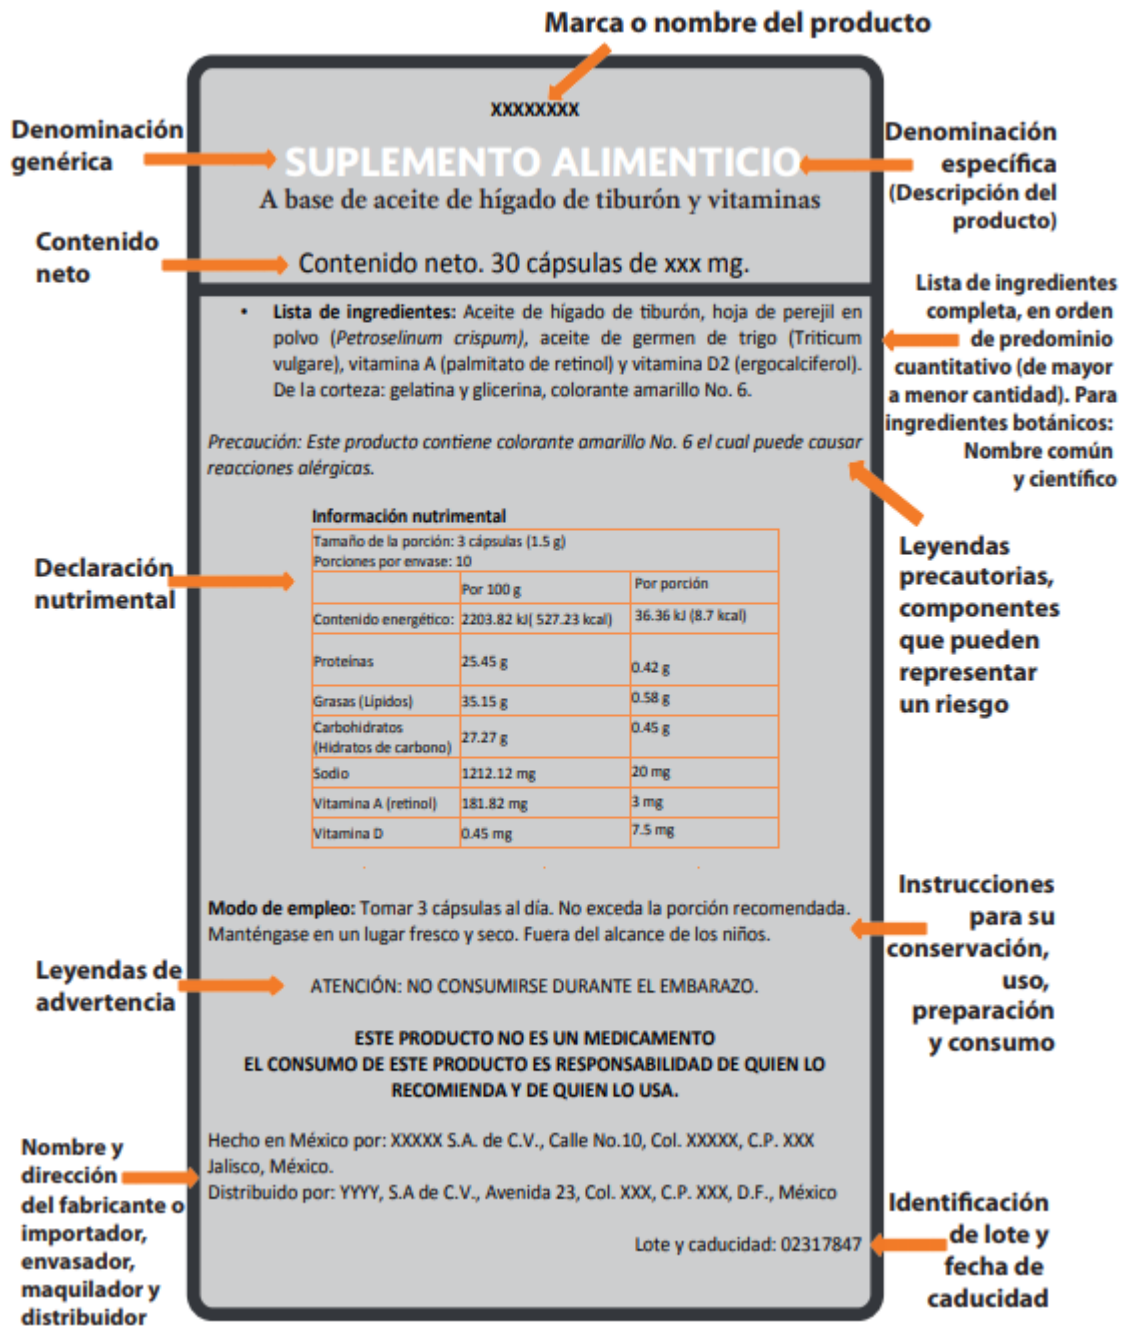 Marca o nombre del producto
XXXXXXXX
Denominación
genérica
SUPLEMENTO ALIMENTICIO
A base de aceite de hígado de tiburón y vitaminas
Denominación
específica
(Descripción del
producto)
Contenido
neto
Contenido neto. 30 cápsulas de xxx mg.
• Lista de ingredientes: Aceite de hígado de tiburón, hoja de perejil en
polvo (Petroselinum crispum), aceite de germen de trigo (Triticum
vulgare), vitamina A (palmitato de retinol) y vitamina D2 (ergocalciferol).
De la corteza: gelatina y glicerina, colorante amarillo No. 6.
Lista de ingredientes
completa, en orden
de predominio
cuantitativo (de mayor
a menor cantidad). Para
ingredientes botánicos:
Nombre común
y científico
Precaución: Este producto contiene colorante amarillo No. 6 el cual puede causar
reacciones alérgicas.
Leyendas
precautorias,
componentes
que pueden
representar
un riesgo
Declaración
nutrimental
Información nutrimental
Tamaño de la porción: 3 cápsulas (1.5 g)
Porciones por envase: 10
Por 100 g Por porción
Contenido energético: 2203.82 kJ( 527.23 kcal) 36.36 kJ (8.7 kcal)
Proteínas 25.45 g 0.42 g
Grasas (Lípidos) 35.15 g 0.58 g
Carbohidratos
(Hidratos de carbono) 27.27 g 0.45 g
Sodio 1212.12 mg 20 mg
Vitamina A (retinol) 181.82 mg 3 mg
Vitamina D 0.45 mg 7.5 mg
Modo de empleo: Tomar 3 cápsulas al día. No exceda la porción recomendada.
Manténgase en un lugar fresco y seco. Fuera del alcance de los niños.
Instrucciones
para su
conservación,
uso,
preparación
y consumo
Leyendas de
advertencia
ATENCIÓN: NO CONSUMIRSE DURANTE EL EMBARAZO.
ESTE PRODUCTO NO ES UN MEDICAMENTO
EL CONSUMO DE ESTE PRODUCTO ES RESPONSABILIDAD DE QUIEN LO
RECOMIENDA Y DE QUIEN LO USA.
Nombre y
dirección
del fabricante o
importador,
envasador,
maquilador y
distribuidor
Hecho en México por: XXXXX S.A. de C.V., Calle No.10, Col. XXXXX, C.P. XXX
Jalisco, México.
Distribuido por: YYYY, S.A de C.V., Avenida 23, Col. XXX, C.P. XXX, D.F., México
Lote y caducidad: 02317847
Identificación
de lote y
fecha de
caducidad